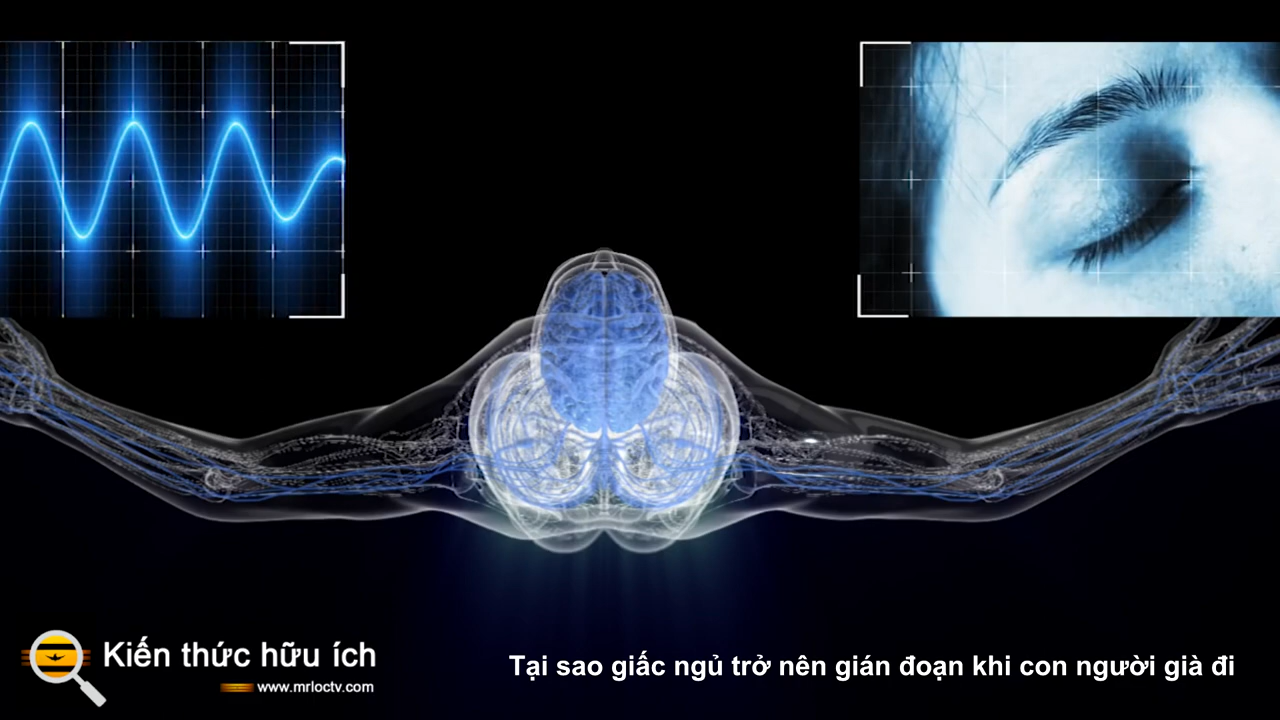 Kiến thức hữu ích
www.mrloctv.com
Tại sao giấc ngủ trở nên gián đoạn khi con người già đi